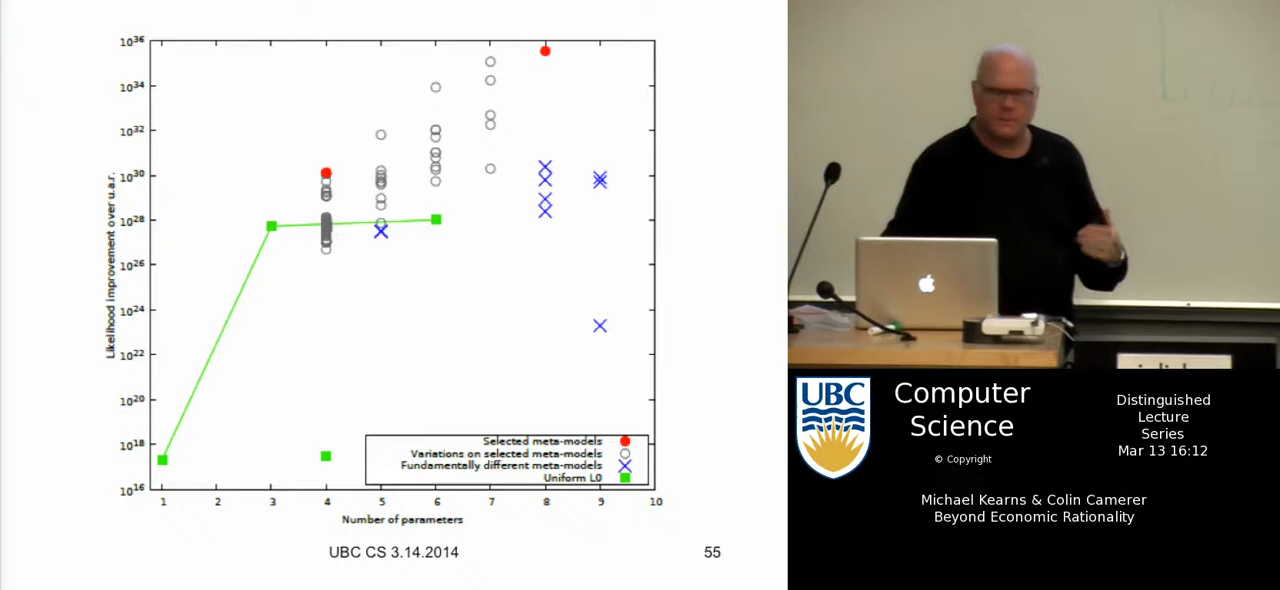 10^36
10^34
10^32
10^30
10^28
10^26
10^24
10^22
10^20
10^18
10^16
Likelihood improvement over u.a.r.
Selected meta-models
Variations on selected meta-models
Fundamentally different meta-models
Uniform L0
1 2 3 4 5 6 7 8 9 10
Number of parameters
UBC CS 3.14.2014
55
UBC
Computer
Science
© Copyright
Distinguished
Lecture
Series
Mar 13 16:12
Michael Kearns & Colin Camerer
Beyond Economic Rationality